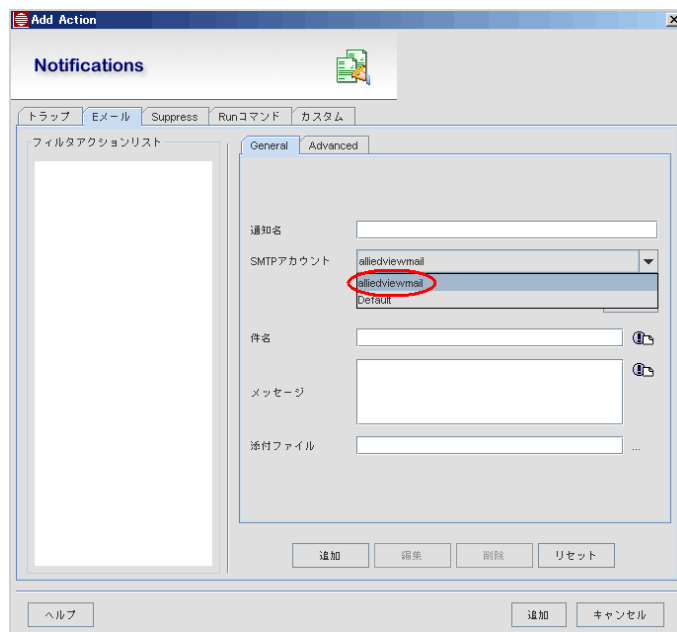 Add Action
Notifications
トラップ Eメール Suppress Runコマンド カスタム
フィルタアクションリスト
General Advanced
通知名
SMTPアカウント alliedviewmail
alliedviewmail
Default
件名
メッセージ
添付ファイル ...
追加 編集 削除 リセット
ヘルプ 追加 キャンセル